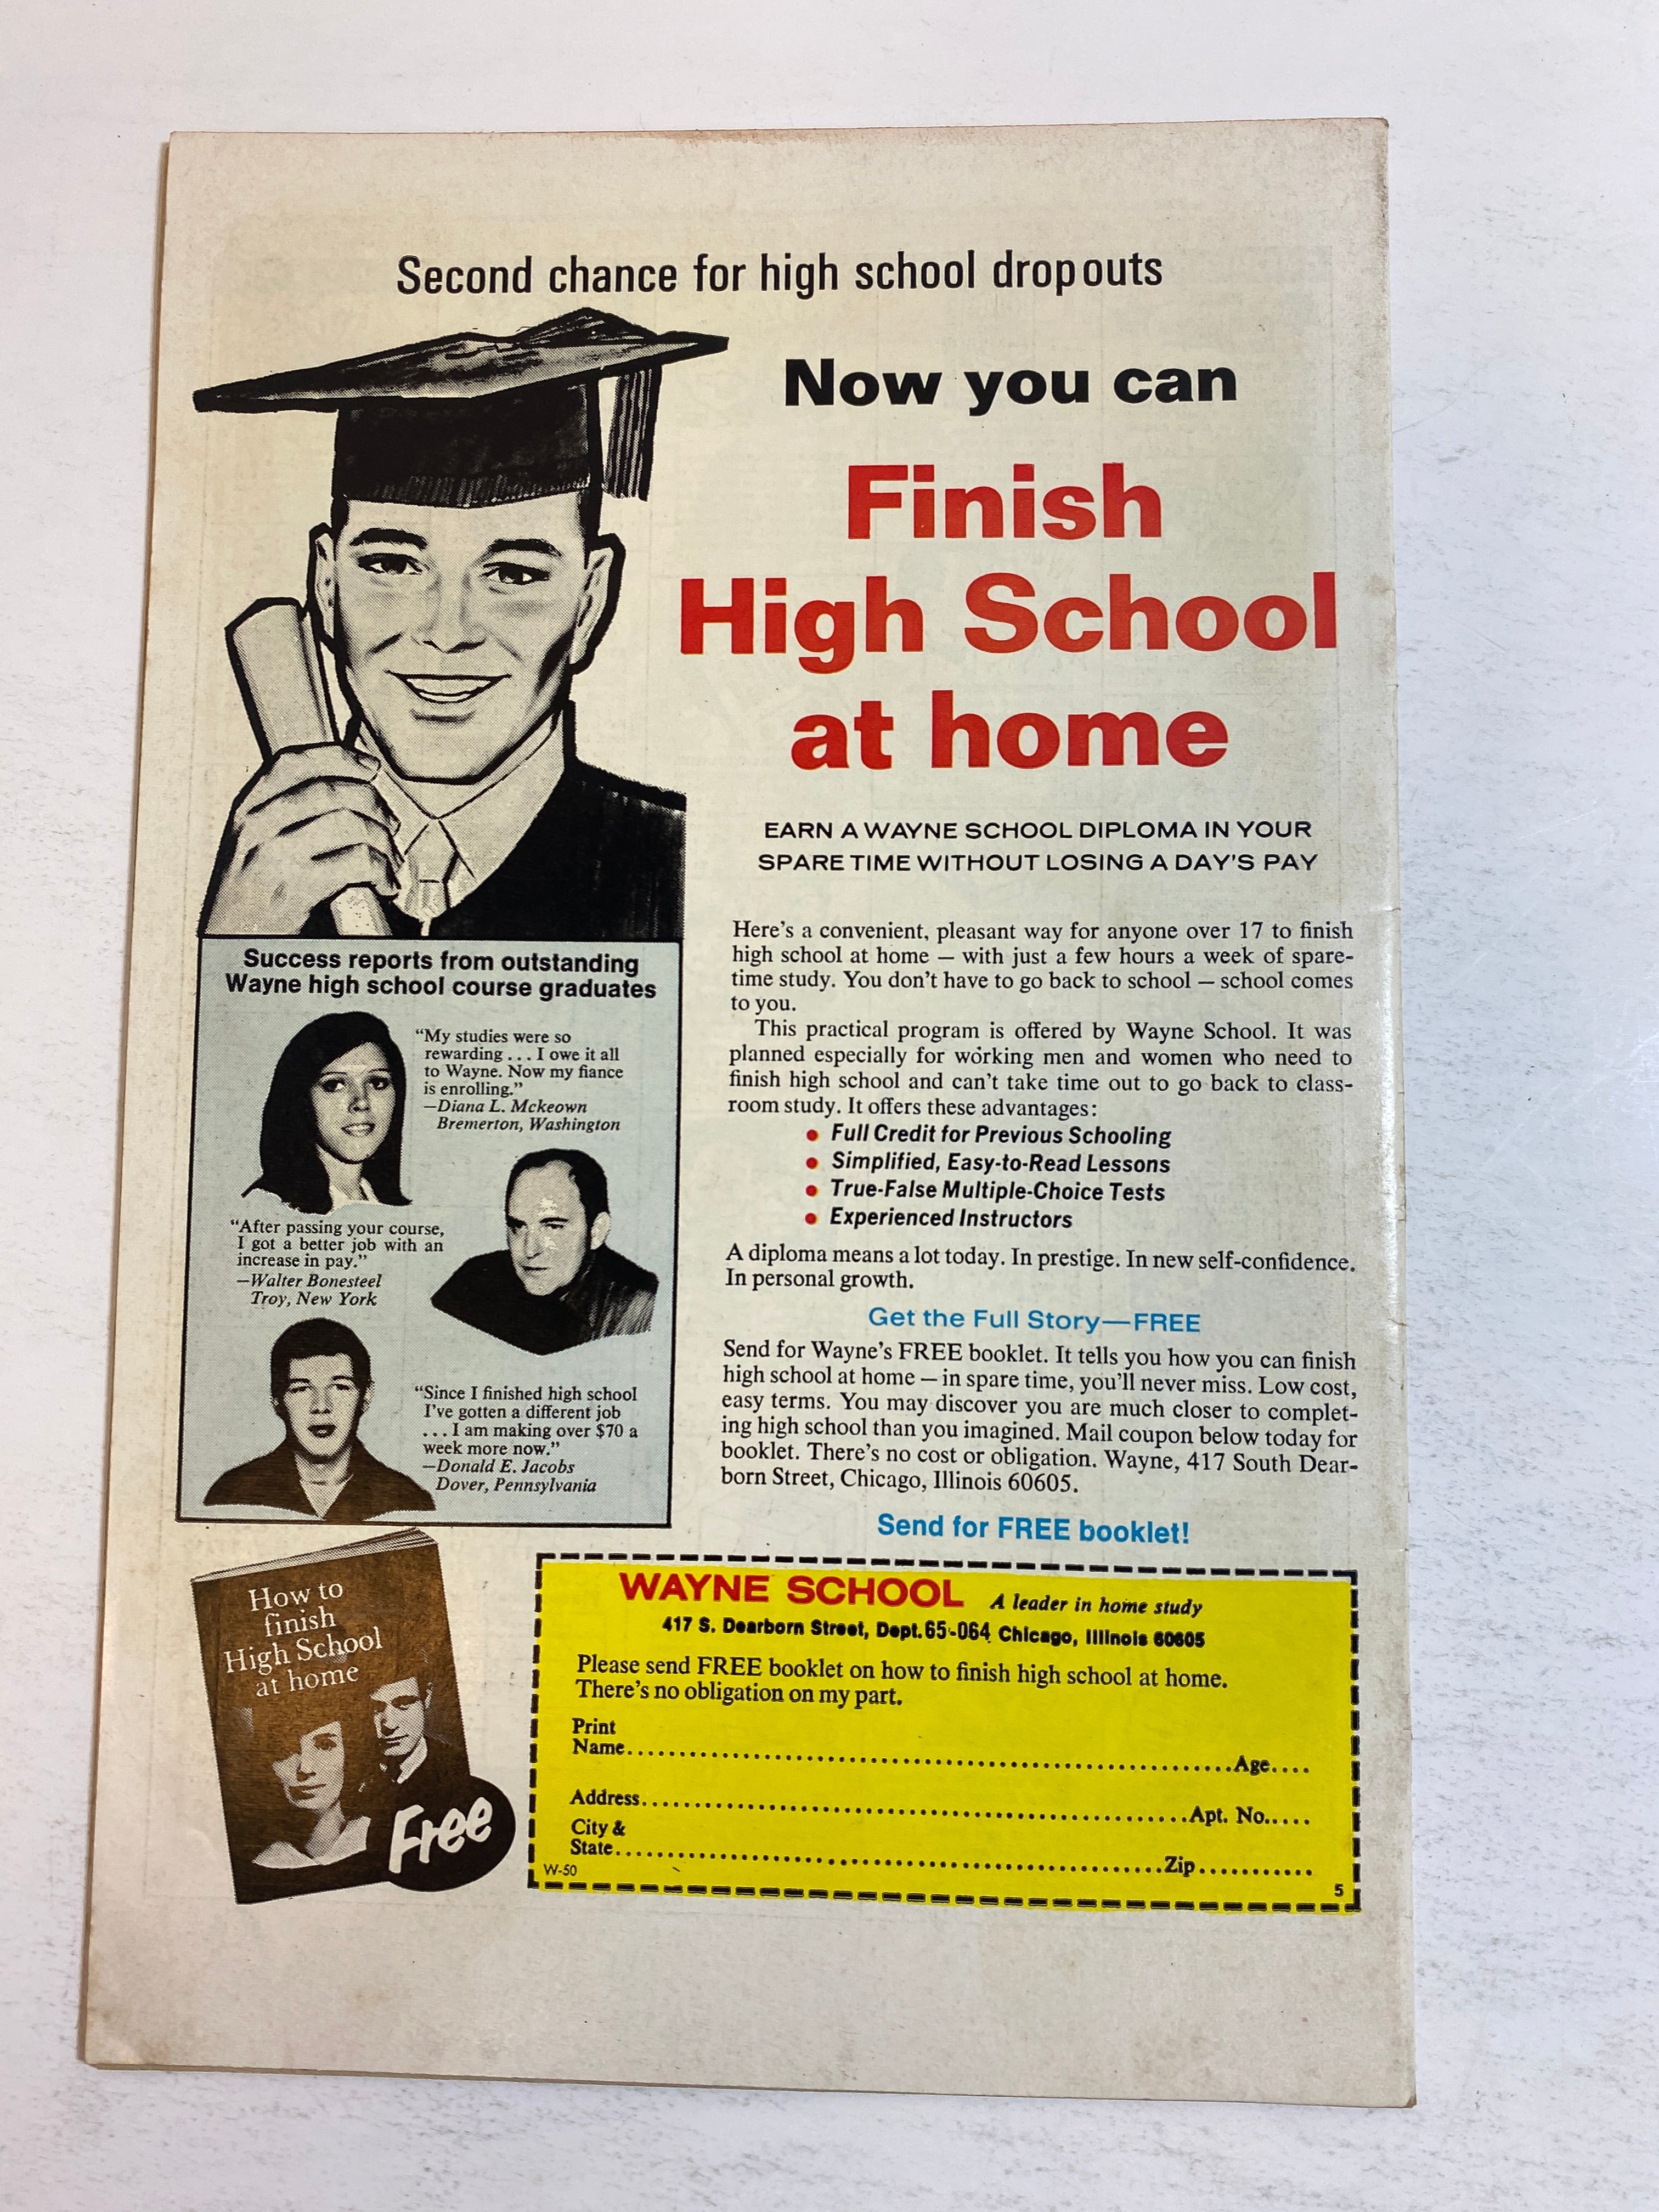 Second chance for high school dropouts
Now you can
Finish
High School
at home
EARN A WAYNE SCHOOL DIPLOMA IN YOUR
SPARE TIME WITHOUT LOSING A DAY'S PAY
Here's a convenient, pleasant way for anyone over 17 to finish
high school at home — with just a few hours a week of spare-
time study. You don't have to go back to school — school comes
to you.
This practical program is offered by Wayne School. It was
planned especially for working men and women who need to
finish high school and can't take time out to go back to class-
room study. It offers these advantages:
• Full Credit for Previous Schooling
• Simplified, Easy-to-Read Lessons
• True-False Multiple-Choice Tests
• Experienced Instructors
A diploma means a lot today. In prestige. In new self-confidence.
In personal growth.
Get the Full Story—FREE
Send for Wayne's FREE booklet. It tells you how you can finish
high school at home — in spare time, you'll never miss. Low cost,
easy terms. You may discover you are much closer to complet-
ing high school than you imagined. Mail coupon below today for
booklet. There's no cost or obligation. Wayne, 417 South Dear-
born Street, Chicago, Illinois 60605.
Send for FREE booklet!
Success reports from outstanding
Wayne high school course graduates
"My studies were so
rewarding . . . I owe it all
to Wayne. Now my fiance
is enrolling."
—Diana L. Mckeown
Bremerton, Washington
"After passing your course,
I got a better job with an
increase in pay."
—Walter Bonesteel
Troy, New York
"Since I finished high school
I've gotten a different job
. . . I am making over $70 a
week more now."
—Donald E. Jacobs
Dover, Pennsylvania
How to
finish
High School
at home
Free
WAYNE SCHOOL A leader in home study
417 S. Dearborn Street, Dept. 65-064 Chicago, Illinois 60605
Please send FREE booklet on how to finish high school at home.
There's no obligation on my part.
Print
Name..............................Age....
Address..............................Apt. No.....
City &
State..............................Zip...........
W-50
5